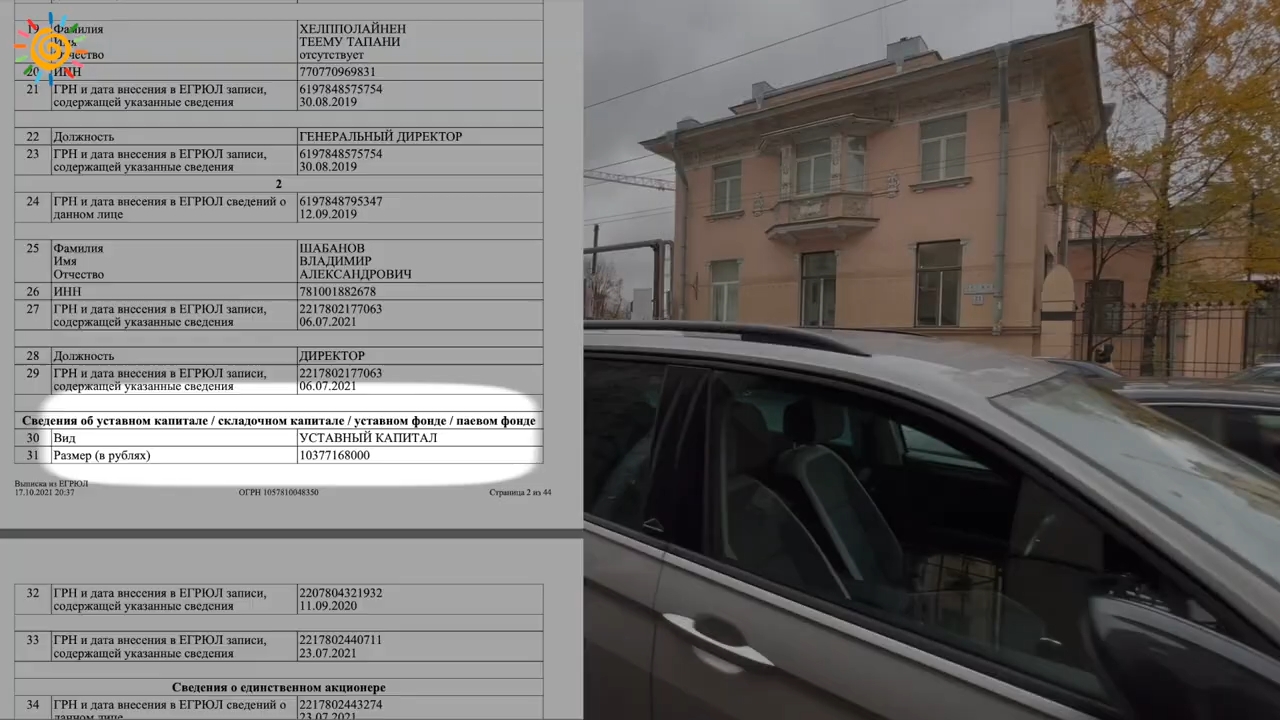 19 Фамилия ХЕЛППОЛАЙНЕН
Имя ТЕЕМУ ТАПАНИ
Отчество отсутствует
20 ИНН 770770969831
21 ГРН и дата внесения в ЕГРЮЛ записи, 6197848575754
содержащей указанные сведения 30.08.2019
22 Должность ГЕНЕРАЛЬНЫЙ ДИРЕКТОР
23 ГРН и дата внесения в ЕГРЮЛ записи, 6197848575754
содержащей указанные сведения 30.08.2019
2
24 ГРН и дата внесения в ЕГРЮЛ сведений о 6197848795347
данном лице 12.09.2019
25 Фамилия ШАБАНОВ
Имя ВЛАДИМИР
Отчество АЛЕКСАНДРОВИЧ
26 ИНН 781001882678
27 ГРН и дата внесения в ЕГРЮЛ записи, 2217802177063
содержащей указанные сведения 06.07.2021
28 Должность ДИРЕКТОР
29 ГРН и дата внесения в ЕГРЮЛ записи, 2217802177063
содержащей указанные сведения 06.07.2021
Сведения об уставном капитале / складочном капитале / уставном фонде / паевом фонде
30 Вид УСТАВНЫЙ КАПИТАЛ
31 Размер (в рублях) 10377168000
Выписка из ЕГРЮЛ
17.10.2021 20:37 ОГРН 1057810048350 Страница 2 из 44
32 ГРН и дата внесения в ЕГРЮЛ записи, 2207804321932
содержащей указанные сведения 11.09.2020
33 ГРН и дата внесения в ЕГРЮЛ записи, 2217802440711
содержащей указанные сведения 23.07.2021
Сведения о единственном акционере
34 ГРН и дата внесения в ЕГРЮЛ сведений о 2217802443274
данном лице 23.07.2021